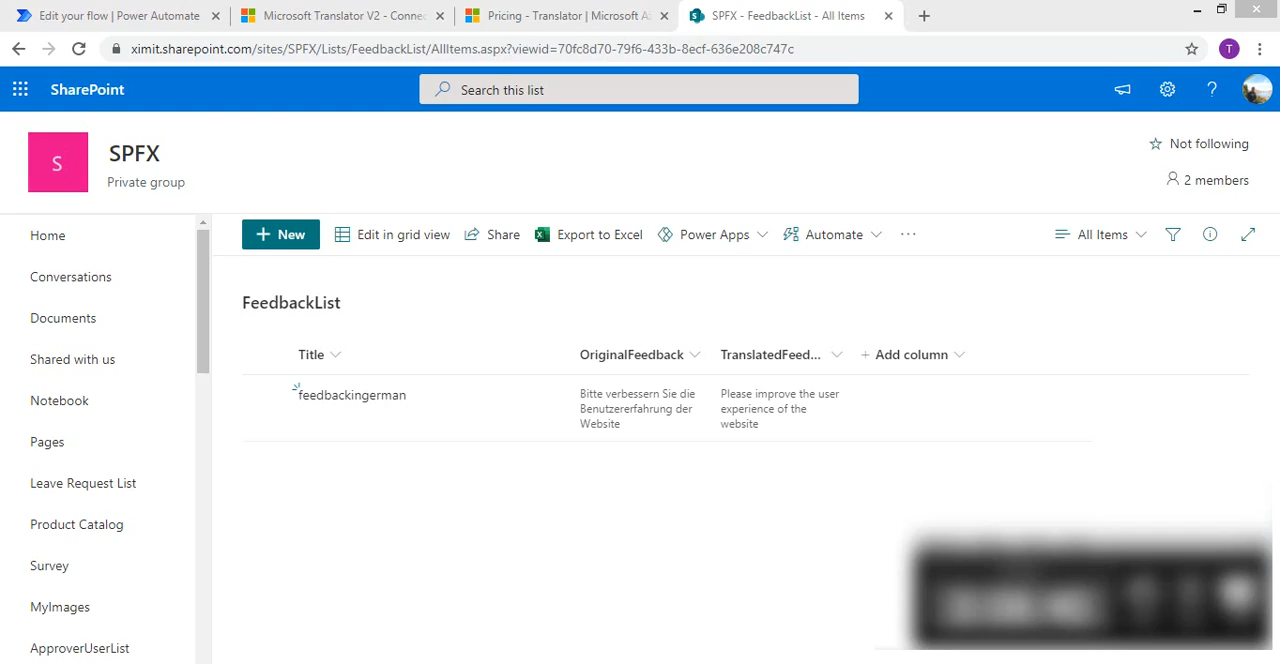 Edit your flow | Power Automate
Microsoft Translator V2 - Conne
Pricing - Translator | Microsoft A
SPFX - FeedbackList - All Items
ximit.sharepoint.com/sites/SPFX/Lists/FeedbackList/AllItems.aspx?viewid=70fc8d70-79f6-433b-8ecf-636e208c747c
T
SharePoint
Search this list
?
S
SPFX
Private group
Not following
2 members
Home
Conversations
Documents
Shared with us
Notebook
Pages
Leave Request List
Product Catalog
Survey
MyImages
ApproverUserList
+ New
Edit in grid view
Share
Export to Excel
Power Apps
Automate
...
All Items
FeedbackList
Title
OriginalFeedback
TranslatedFeed...
+ Add column
feedbackingerman
Bitte verbessern Sie die
Benutzererfahrung der
Website
Please improve the user
experience of the
website